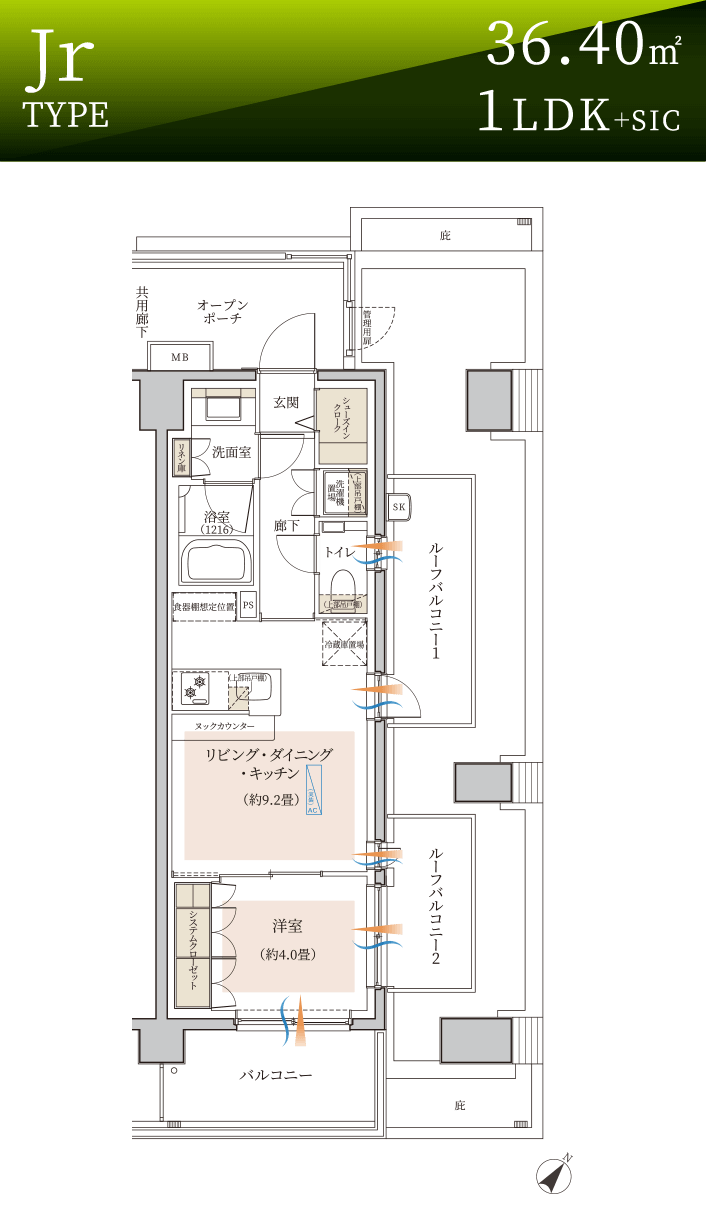 Jr
TYPE
36.40㎡
1LDK+SIC
庇
共用廊下
オープン
ポーチ
管理用扉
MB
玄関
シューズイン
クローク
リネン庫
洗面室
洗濯機
置場
(上部吊戸棚)
SK
浴室
(1216)
廊下
トイレ
(上部吊戸棚)
ルーフバルコニー1
食器棚想定位置
PS
冷蔵庫置場
(上部吊戸棚)
ヌックカウンター
リビング・ダイニング
・キッチン
(約9.2畳)
AC
ルーフバルコニー2
洋室
(約4.0畳)
システムクローゼット
バルコニー
庇
N